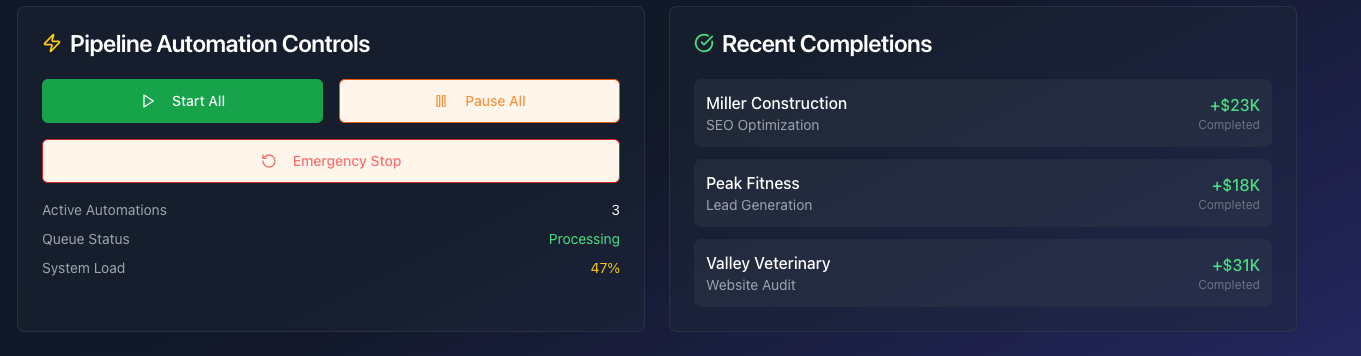 Pipeline Automation Controls
Start All
Pause All
Emergency Stop
Active Automations 3
Queue Status Processing
System Load 47%
Recent Completions
Miller Construction +$23K
SEO Optimization Completed
Peak Fitness +$18K
Lead Generation Completed
Valley Veterinary +$31K
Website Audit Completed